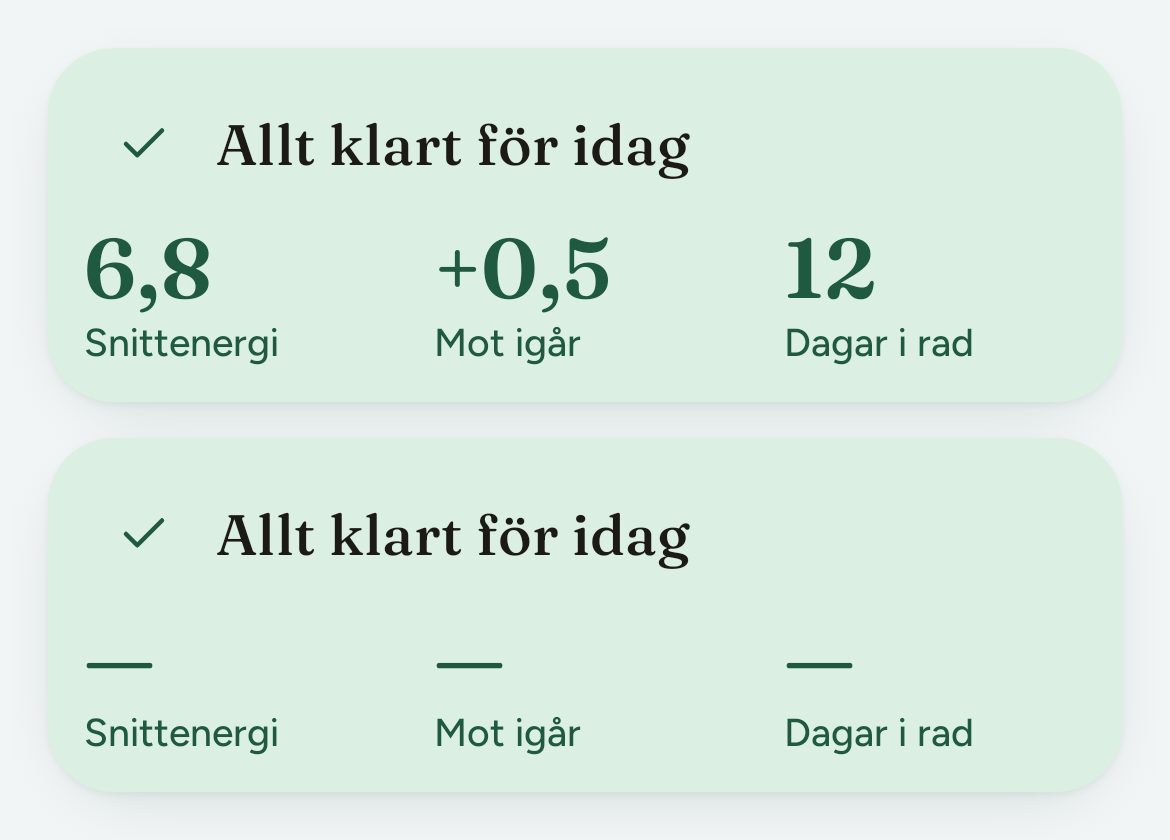 Allt klart för idag
6,8 +0,5 12
Snittenergi Mot igår Dagar i rad
Allt klart för idag
— — —
Snittenergi Mot igår Dagar i rad